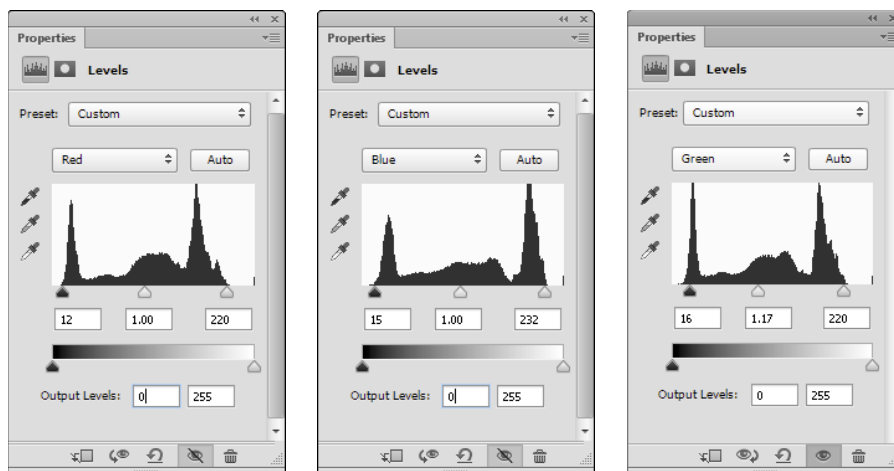 Properties
Levels
Preset: Custom
Red Auto
12 1.00 220
Output Levels: 0 255
Properties
Levels
Preset: Custom
Blue Auto
15 1.00 232
Output Levels: 0 255
Properties
Levels
Preset: Custom
Green Auto
16 1.17 220
Output Levels: 0 255